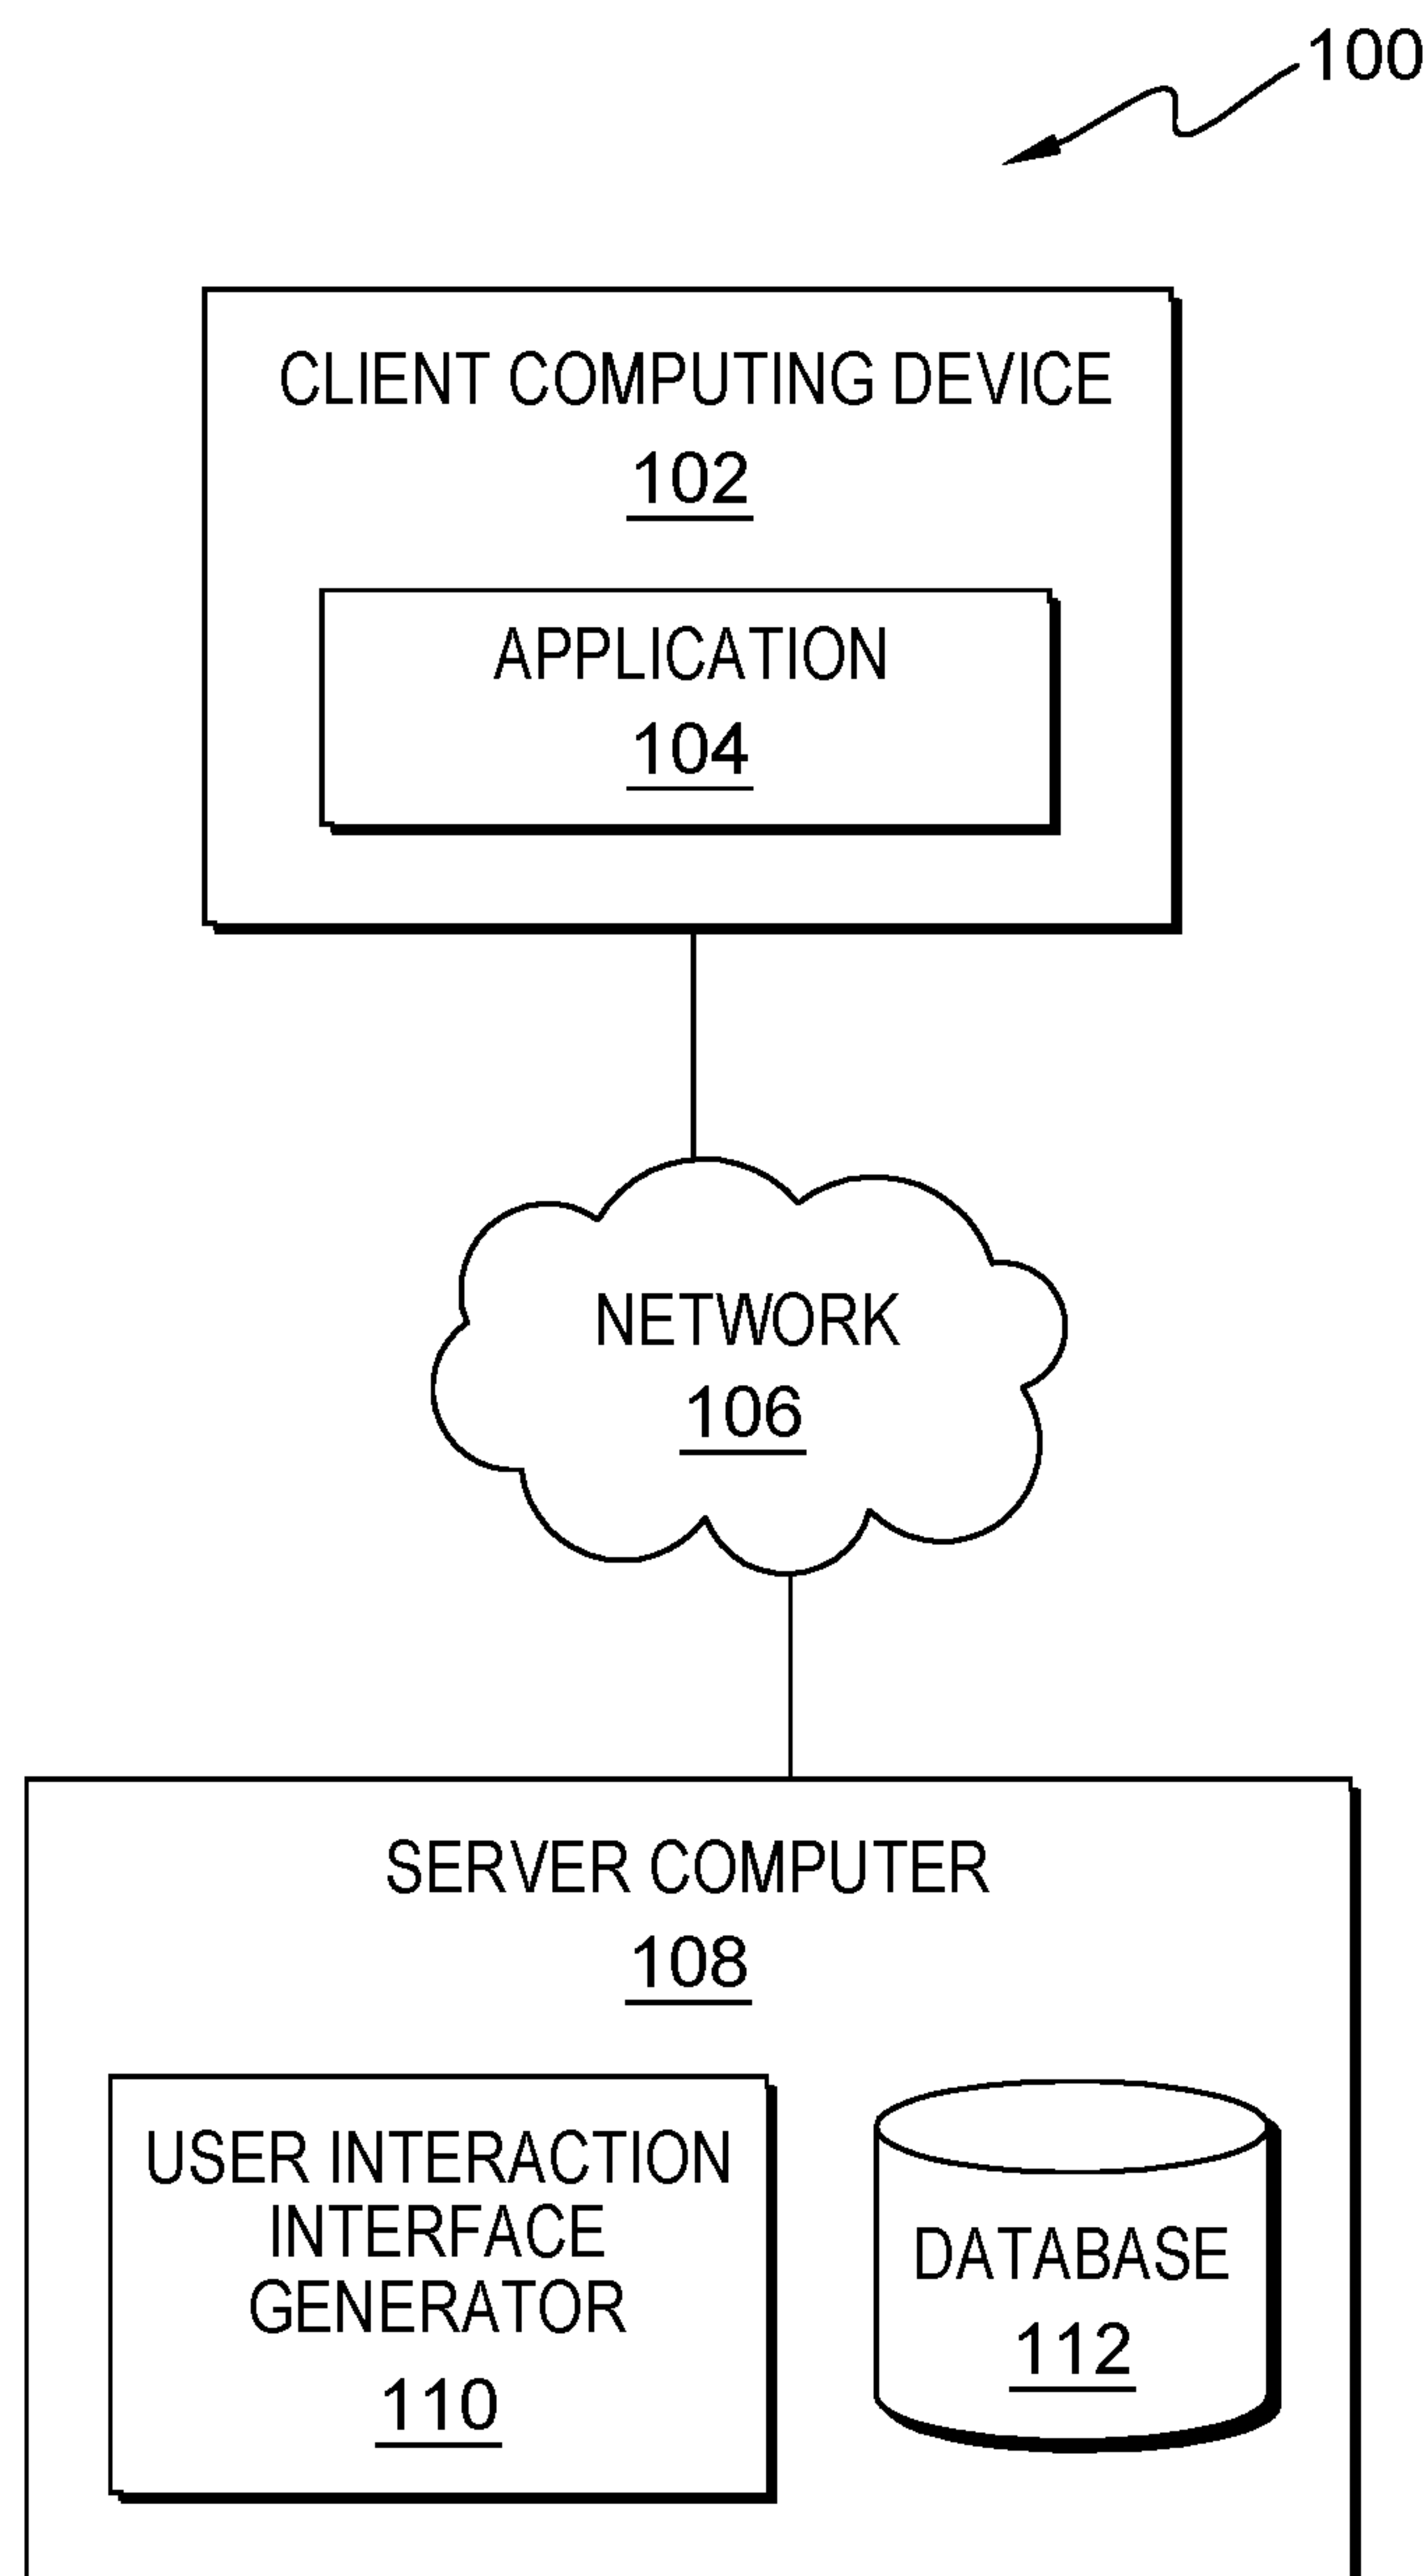 100
CLIENT COMPUTING DEVICE
102
APPLICATION
104
NETWORK
106
SERVER COMPUTER
108
USER INTERACTION
INTERFACE
GENERATOR
110
DATABASE
112